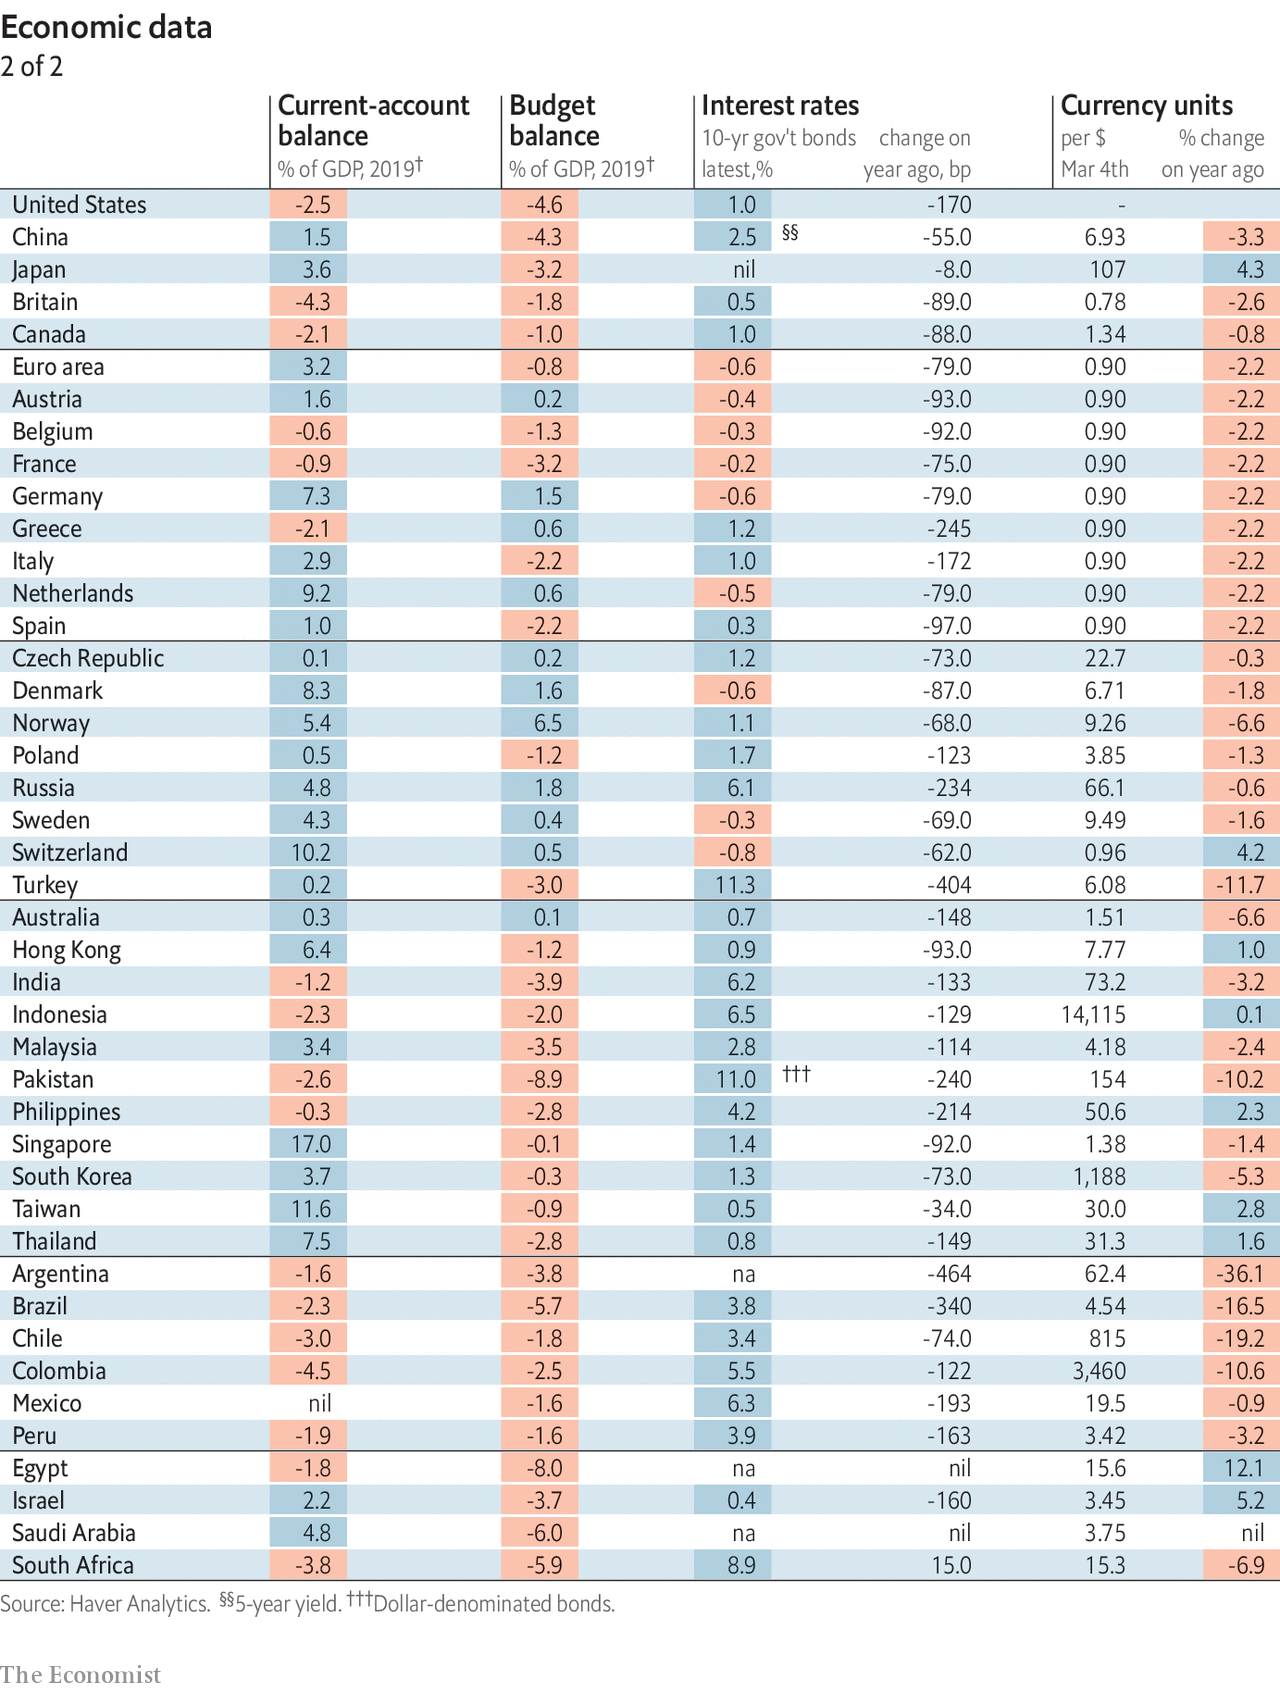 Economic data
2 of 2
Current-account balance % of GDP, 2019† Budget balance % of GDP, 2019† Interest rates 10-yr gov't bonds latest,% change on year ago, bp Currency units per $ Mar 4th % change on year ago
United States -2.5 -4.6 1.0 -170 -
China 1.5 -4.3 2.5 §§ -55.0 6.93 -3.3
Japan 3.6 -3.2 nil -8.0 107 4.3
Britain -4.3 -1.8 0.5 -89.0 0.78 -2.6
Canada -2.1 -1.0 1.0 -88.0 1.34 -0.8
Euro area 3.2 -0.8 -0.6 -79.0 0.90 -2.2
Austria 1.6 0.2 -0.4 -93.0 0.90 -2.2
Belgium -0.6 -1.3 -0.3 -92.0 0.90 -2.2
France -0.9 -3.2 -0.2 -75.0 0.90 -2.2
Germany 7.3 1.5 -0.6 -79.0 0.90 -2.2
Greece -2.1 0.6 1.2 -245 0.90 -2.2
Italy 2.9 -2.2 1.0 -172 0.90 -2.2
Netherlands 9.2 0.6 -0.5 -79.0 0.90 -2.2
Spain 1.0 -2.2 0.3 -97.0 0.90 -2.2
Czech Republic 0.1 0.2 1.2 -73.0 22.7 -0.3
Denmark 8.3 1.6 -0.6 -87.0 6.71 -1.8
Norway 5.4 6.5 1.1 -68.0 9.26 -6.6
Poland 0.5 -1.2 1.7 -123 3.85 -1.3
Russia 4.8 1.8 6.1 -234 66.1 -0.6
Sweden 4.3 0.4 -0.3 -69.0 9.49 -1.6
Switzerland 10.2 0.5 -0.8 -62.0 0.96 4.2
Turkey 0.2 -3.0 11.3 -404 6.08 -11.7
Australia 0.3 0.1 0.7 -148 1.51 -6.6
Hong Kong 6.4 -1.2 0.9 -93.0 7.77 1.0
India -1.2 -3.9 6.2 -133 73.2 -3.2
Indonesia -2.3 -2.0 6.5 -129 14,115 0.1
Malaysia 3.4 -3.5 2.8 -114 4.18 -2.4
Pakistan -2.6 -8.9 11.0 ††† -240 154 -10.2
Philippines -0.3 -2.8 4.2 -214 50.6 2.3
Singapore 17.0 -0.1 1.4 -92.0 1.38 -1.4
South Korea 3.7 -0.3 1.3 -73.0 1,188 -5.3
Taiwan 11.6 -0.9 0.5 -34.0 30.0 2.8
Thailand 7.5 -2.8 0.8 -149 31.3 1.6
Argentina -1.6 -3.8 na -464 62.4 -36.1
Brazil -2.3 -5.7 3.8 -340 4.54 -16.5
Chile -3.0 -1.8 3.4 -74.0 815 -19.2
Colombia -4.5 -2.5 5.5 -122 3,460 -10.6
Mexico nil -1.6 6.3 -193 19.5 -0.9
Peru -1.9 -1.6 3.9 -163 3.42 -3.2
Egypt -1.8 -8.0 na nil 15.6 12.1
Israel 2.2 -3.7 0.4 -160 3.45 5.2
Saudi Arabia 4.8 -6.0 na nil 3.75 nil
South Africa -3.8 -5.9 8.9 15.0 15.3 -6.9
Source: Haver Analytics. §§5-year yield. †††Dollar-denominated bonds.
The Economist